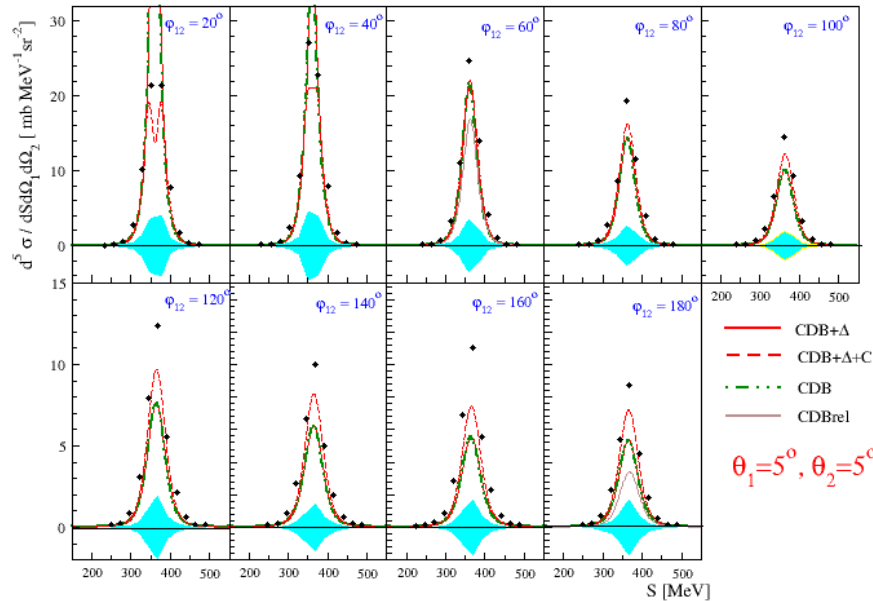 d⁵ σ / dSdΩ₁dΩ₂ [ mb MeV⁻¹sr⁻²]
30
20
10
0
φ₁₂ = 20°
φ₁₂ = 40°
φ₁₂ = 60°
φ₁₂ = 80°
φ₁₂ = 100°
200 300 400 500
15
10
5
0
φ₁₂ = 120°
φ₁₂ = 140°
φ₁₂ = 160°
φ₁₂ = 180°
CDB+Δ
CDB+Δ+C
CDB
CDBrel
θ₁=5°, θ₂=5°
200 300 400 500 200 300 400 500 200 300 400 500 200 300 400 500
S [MeV]